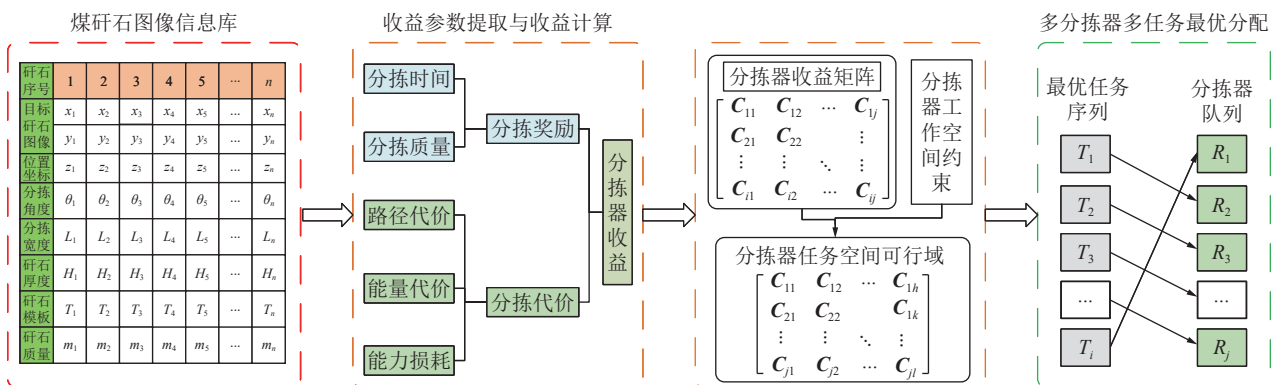 煤矸石图像信息库
矸石序号 1 2 3 4 5 ... n
目标矸石图像位置坐标 x₁ x₂ x₃ x₄ x₅ ... xₙ
y₁ y₂ y₃ y₄ y₅ ... yₙ
z₁ z₂ z₃ z₄ z₅ ... zₙ
分拣角度 θ₁ θ₂ θ₃ θ₄ θ₅ ... θₙ
分拣宽度 L₁ L₂ L₃ L₄ L₅ ... Lₙ
矸石厚度 H₁ H₂ H₃ H₄ H₅ ... Hₙ
矸石模板 T₁ T₂ T₃ T₄ T₅ ... Tₙ
矸石质量 m₁ m₂ m₃ m₄ m₅ ... mₙ
收益参数提取与收益计算
分拣时间
分拣质量
分拣奖励
路径代价
能量代价
能力损耗
分拣代价
分拣器收益
分拣器收益矩阵
C₁₁ C₁₂ ⋯ C₁ⱼ
C₂₁ C₂₂ ⋮
⋮ ⋮ ⋱ ⋮
Cᵢ₁ Cᵢ₂ ⋯ Cᵢⱼ
分拣器工作空间约束
分拣器任务空间可行域
C₁₁ C₁₂ ⋯ C₁ₕ
C₂₁ C₂₂ C₁ₖ
⋮ ⋮ ⋱ ⋮
Cⱼ₁ Cⱼ₂ ⋯ Cⱼₗ
多分拣器多任务最优分配
最优任务序列
T₁
T₂
T₃
...
Tᵢ
分拣器队列
R₁
R₂
R₃
...
Rⱼ